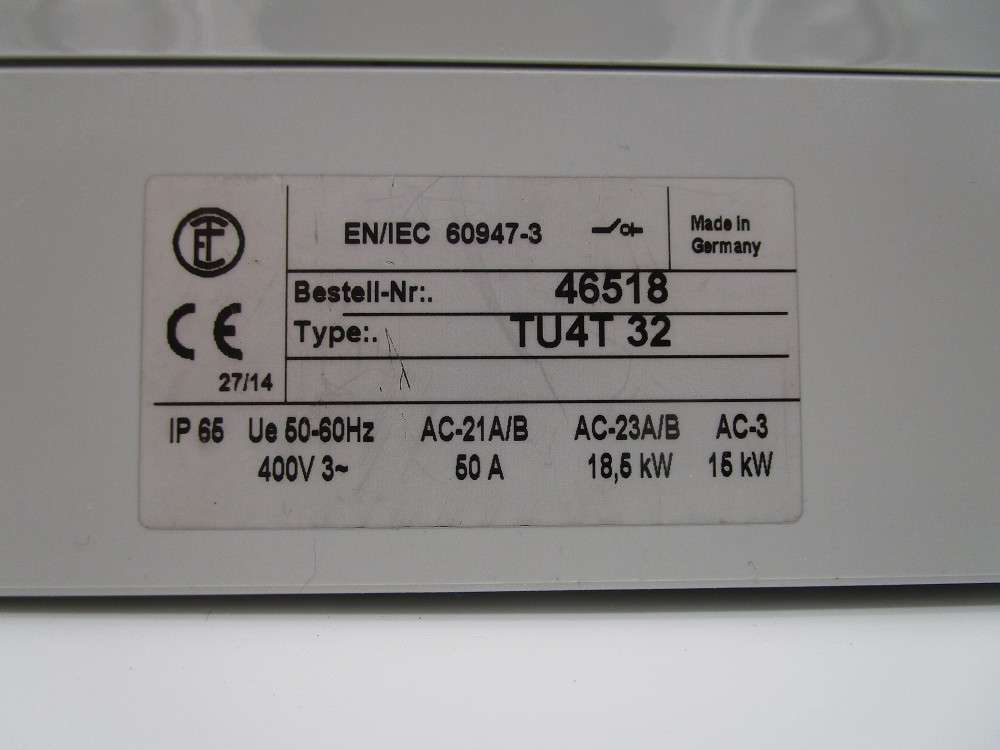 EN/IEC 60947-3
Made in
Germany
Bestell-Nr:. 46518
Type:. TU4T 32
CE
27/14
IP 65 Ue 50-60Hz AC-21A/B AC-23A/B AC-3
400V 3~ 50 A 18,5 kW 15 kW